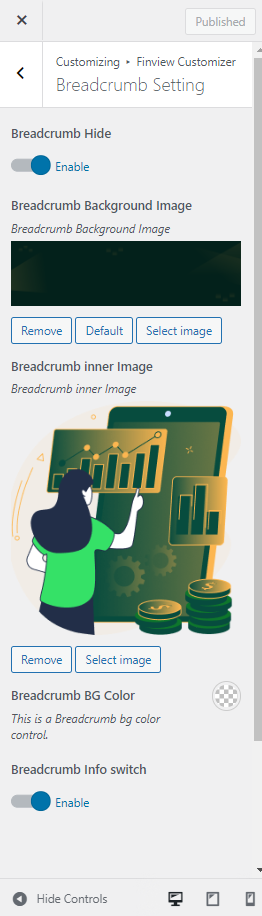 Published
Customizing ▸ Finview Customizer
Breadcrumb Setting
Breadcrumb Hide
Enable
Breadcrumb Background Image
Breadcrumb Background Image
Remove Default Select image
Breadcrumb inner Image
Breadcrumb inner Image
Remove Select image
Breadcrumb BG Color
This is a Breadcrumb bg color
control.
Breadcrumb Info switch
Enable
Hide Controls